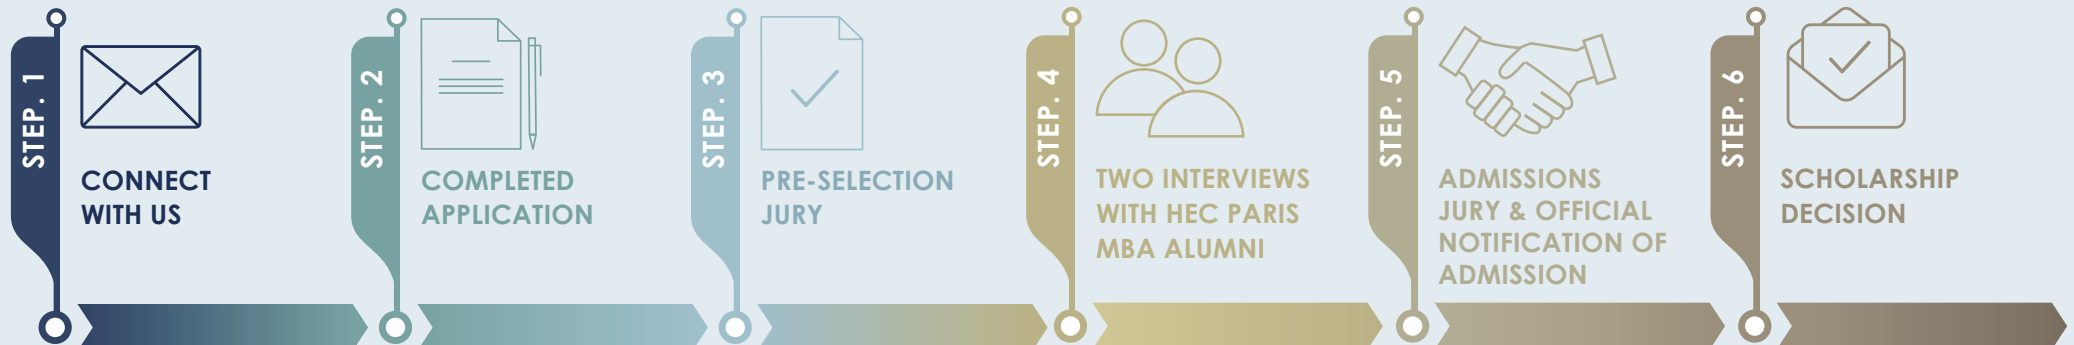 STEP. 1
CONNECT
WITH US
STEP. 2
COMPLETED
APPLICATION
STEP. 3
PRE-SELECTION
JURY
STEP. 4
TWO INTERVIEWS
WITH HEC PARIS
MBA ALUMNI
STEP. 5
ADMISSIONS
JURY & OFFICIAL
NOTIFICATION OF
ADMISSION
STEP. 6
SCHOLARSHIP
DECISION